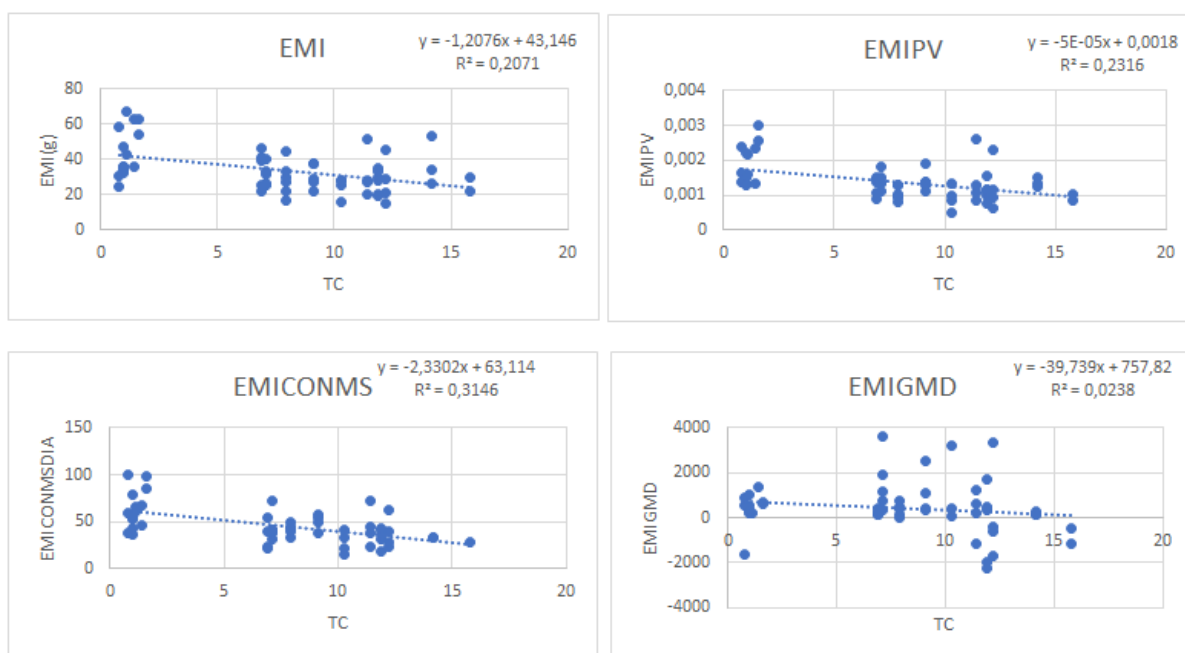 EMI
y = -1,2076x + 43,146
R² = 0,2071
80
60
40
20
0
0 5 10 15 20
EMI(g)
TC
EMIPV
y = -5E-05x + 0,0018
R² = 0,2316
0,004
0,003
0,002
0,001
0
0 5 10 15 20
EMIPV
TC
EMICONMS
y = -2,3302x + 63,114
R² = 0,3146
150
100
50
0
0 5 10 15 20
EMICONMSDIA
TC
EMIGMD
y = -39,739x + 757,82
R² = 0,0238
4000
2000
0
-2000
-4000
0 5 10 15 20
EMIGMD
TC